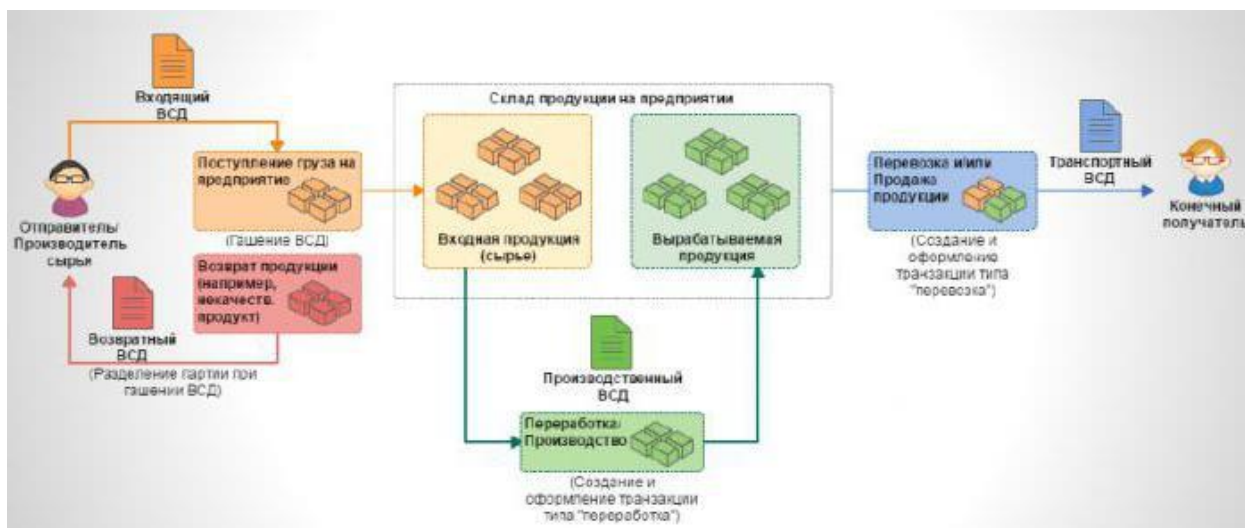 Входящий
ВСД
Отправитель/
Производитель
сырья
Поступление груза на
предприятие
(Гашение ВСД)
Возврат продукции
(например,
некачеств.
продукт)
Возвратный
ВСД
(Разделение партии при
гашении ВСД)
Склад продукции на предприятии
Входная продукция
(сырье)
Вырабатываемая
продукция
Производственный
ВСД
Переработка/
Производство
(Создание и
оформление транзакции
типа "переработка")
Перевозка и/или
Продажа
продукции
(Создание и
оформление
транзакции типа
"перевозка")
Транспортный
ВСД
Конечный
получатель